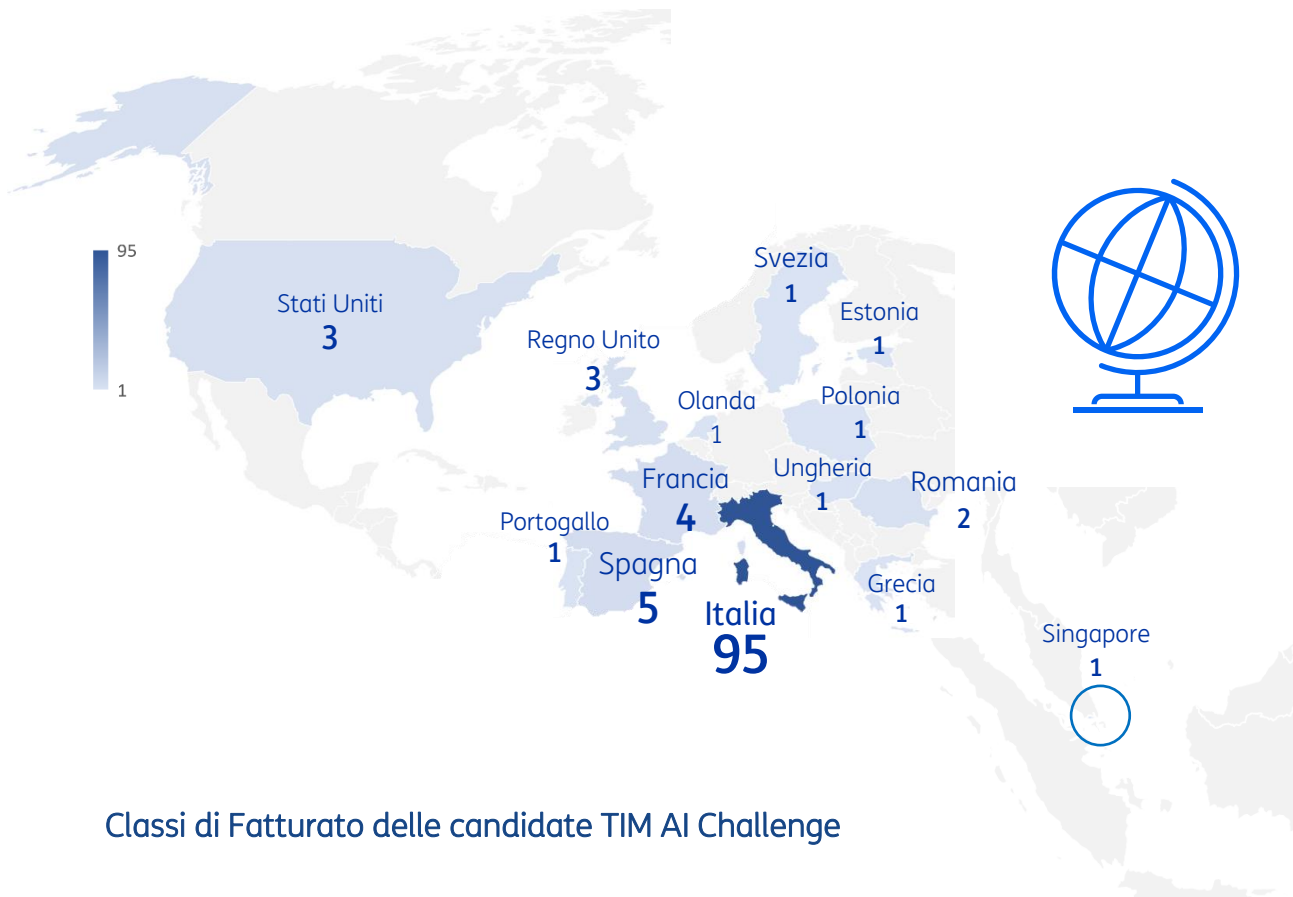 95
1
Stati Uniti
3
Svezia
1
Estonia
1
Regno Unito
3
Olanda
1
Polonia
1
Francia
4
Ungheria
1
Romania
2
Portogallo
1
Spagna
5
Italia
95
Grecia
1
Singapore
1
Classi di Fatturato delle candidate TIM AI Challenge